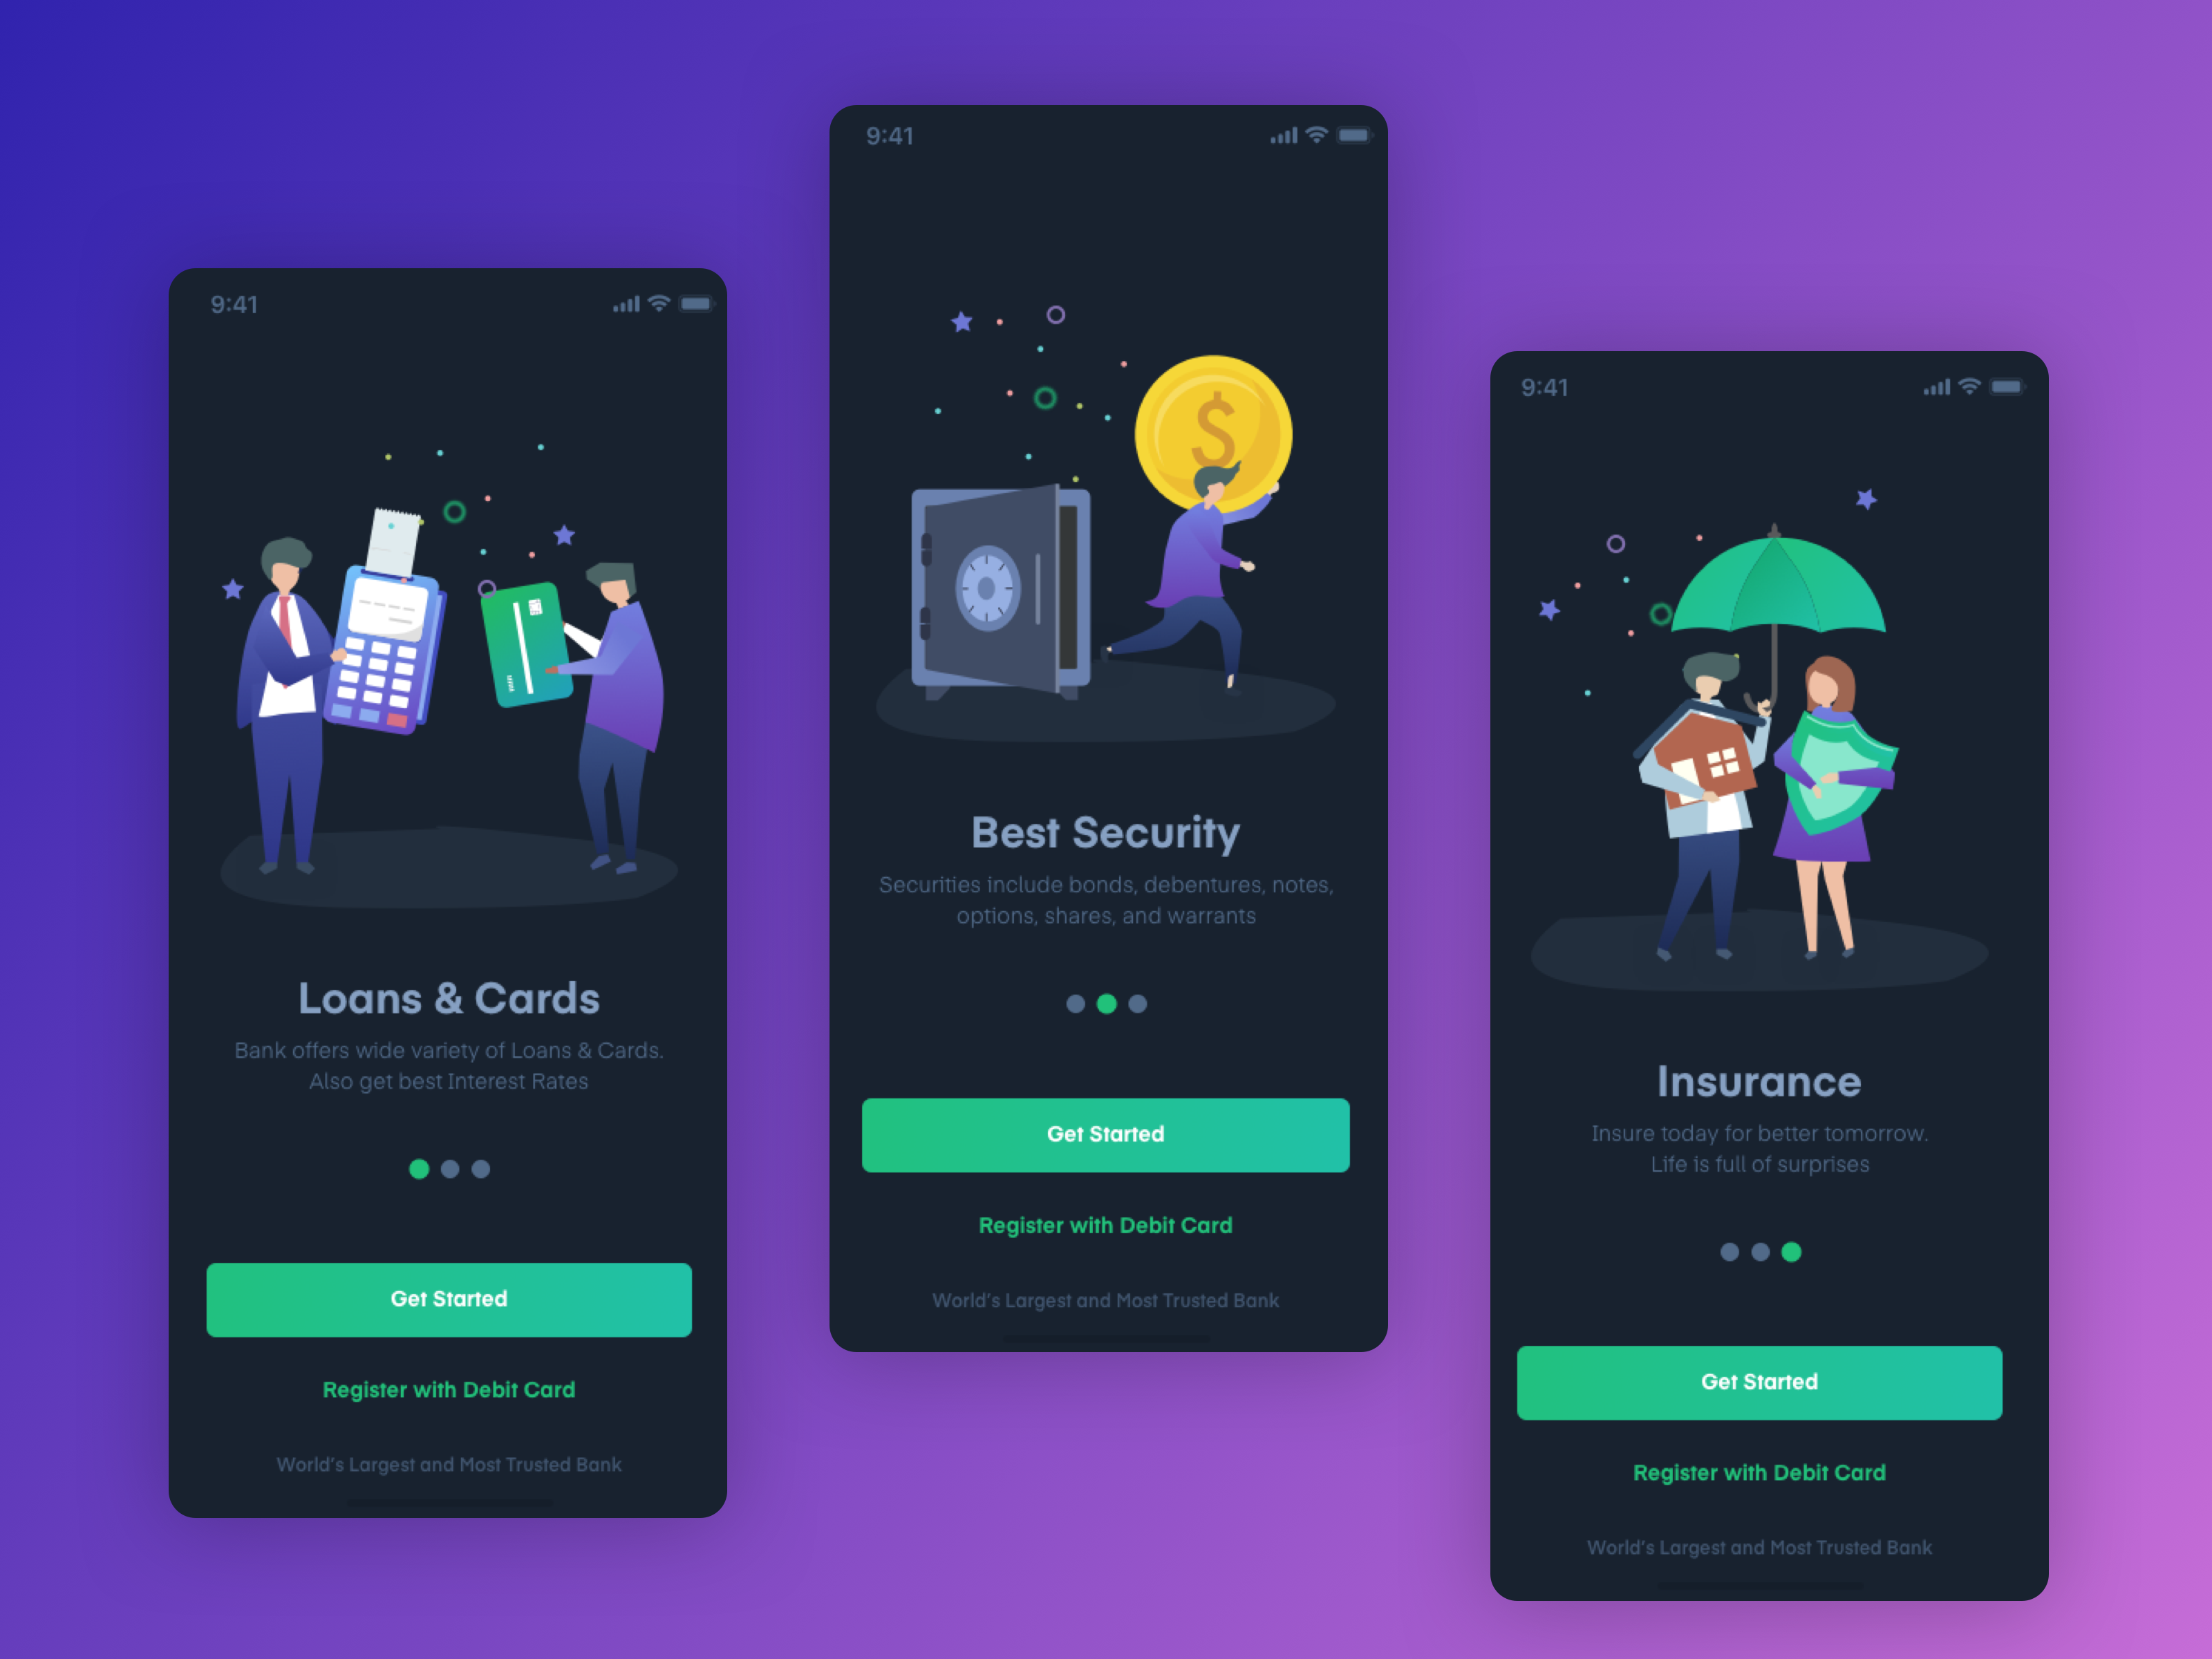 9:41
Loans & Cards
Bank offers wide variety of Loans & Cards.
Also get best Interest Rates
Get Started
Register with Debit Card
World's Largest and Most Trusted Bank
9:41
$
Best Security
Securities include bonds, debentures, notes,
options, shares, and warrants
Get Started
Register with Debit Card
World's Largest and Most Trusted Bank
9:41
Insurance
Insure today for better tomorrow.
Life is full of surprises
Get Started
Register with Debit Card
World's Largest and Most Trusted Bank